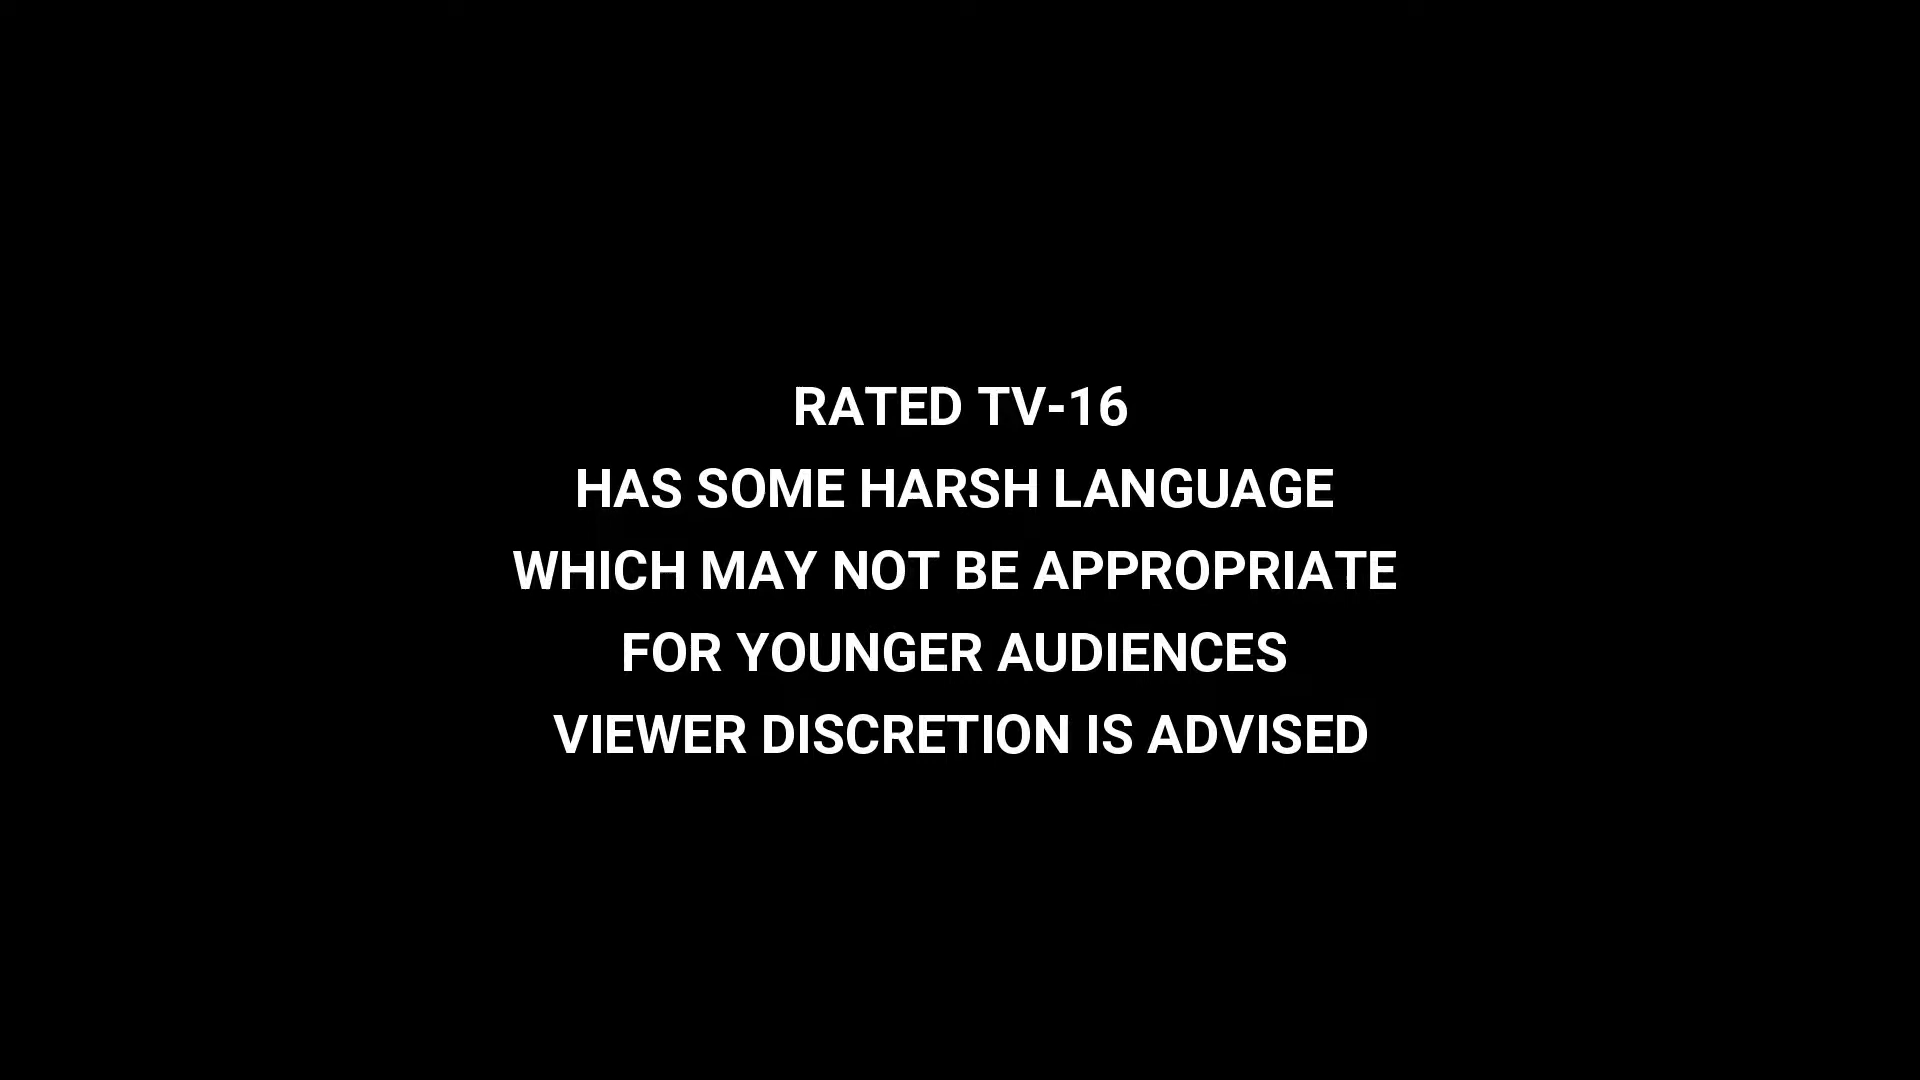 RATED TV-16
HAS SOME HARSH LANGUAGE
WHICH MAY NOT BE APPROPRIATE
FOR YOUNGER AUDIENCES
VIEWER DISCRETION IS ADVISED